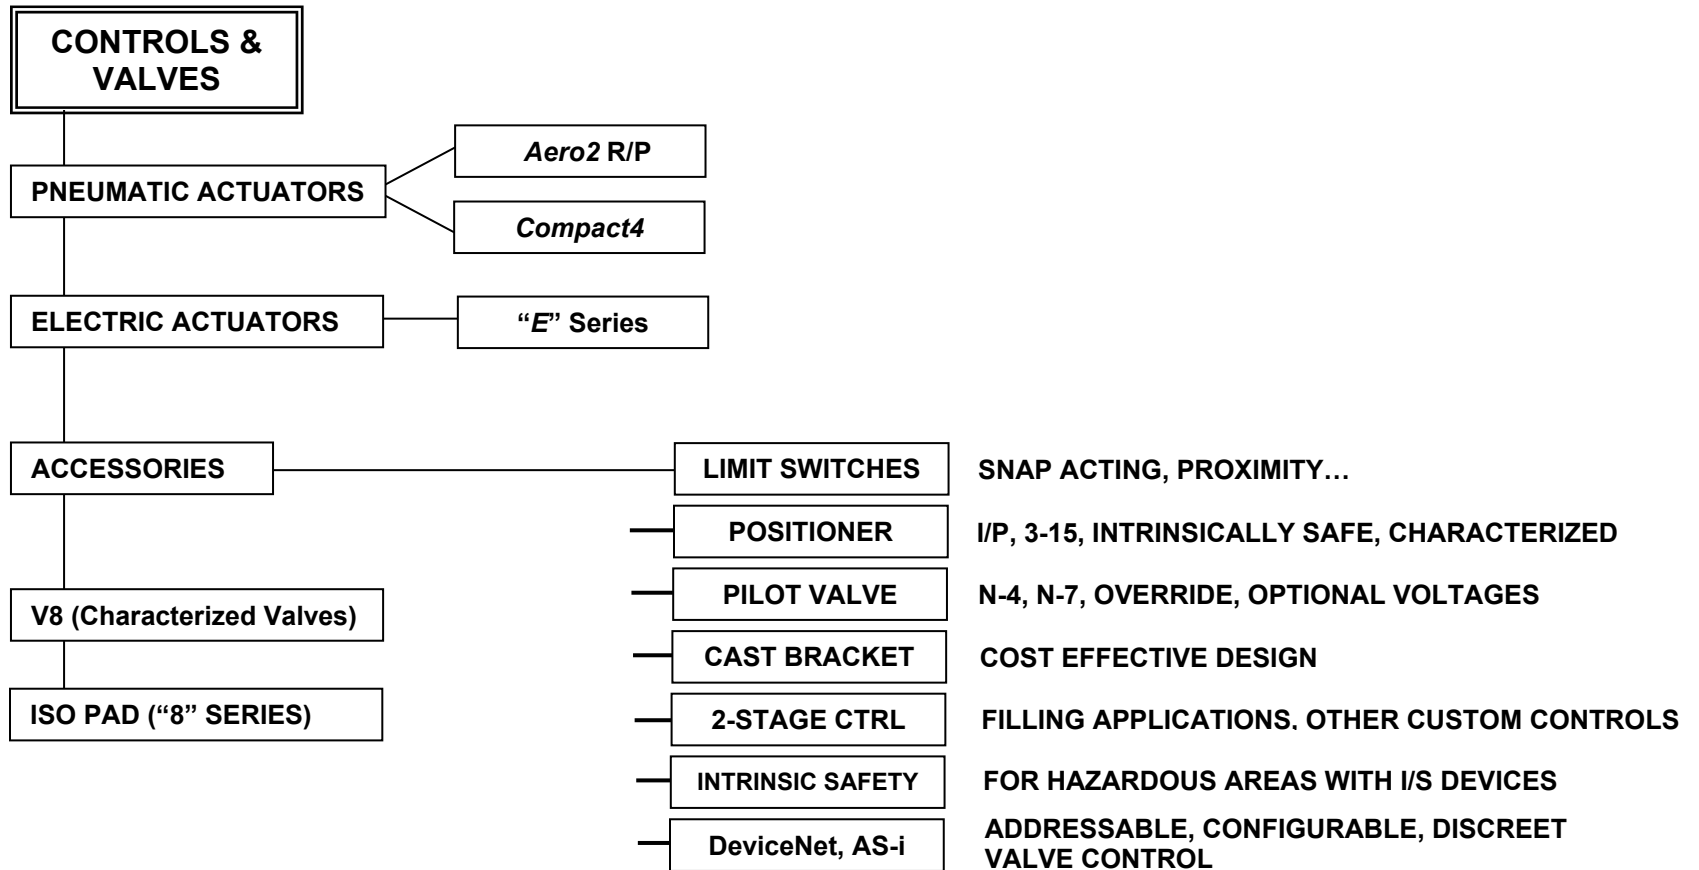 CONTROLS &
VALVES
Aero2 R/P
PNEUMATIC ACTUATORS
Compact4
ELECTRIC ACTUATORS
“E” Series
ACCESSORIES
LIMIT SWITCHES
SNAP ACTING, PROXIMITY…
POSITIONER
I/P, 3-15, INTRINSICALLY SAFE, CHARACTERIZED
PILOT VALVE
N-4, N-7, OVERRIDE, OPTIONAL VOLTAGES
V8 (Characterized Valves)
CAST BRACKET
COST EFFECTIVE DESIGN
ISO PAD (“8” SERIES)
2-STAGE CTRL
FILLING APPLICATIONS. OTHER CUSTOM CONTROLS
INTRINSIC SAFETY
FOR HAZARDOUS AREAS WITH I/S DEVICES
DeviceNet, AS-i
ADDRESSABLE, CONFIGURABLE, DISCREET
VALVE CONTROL